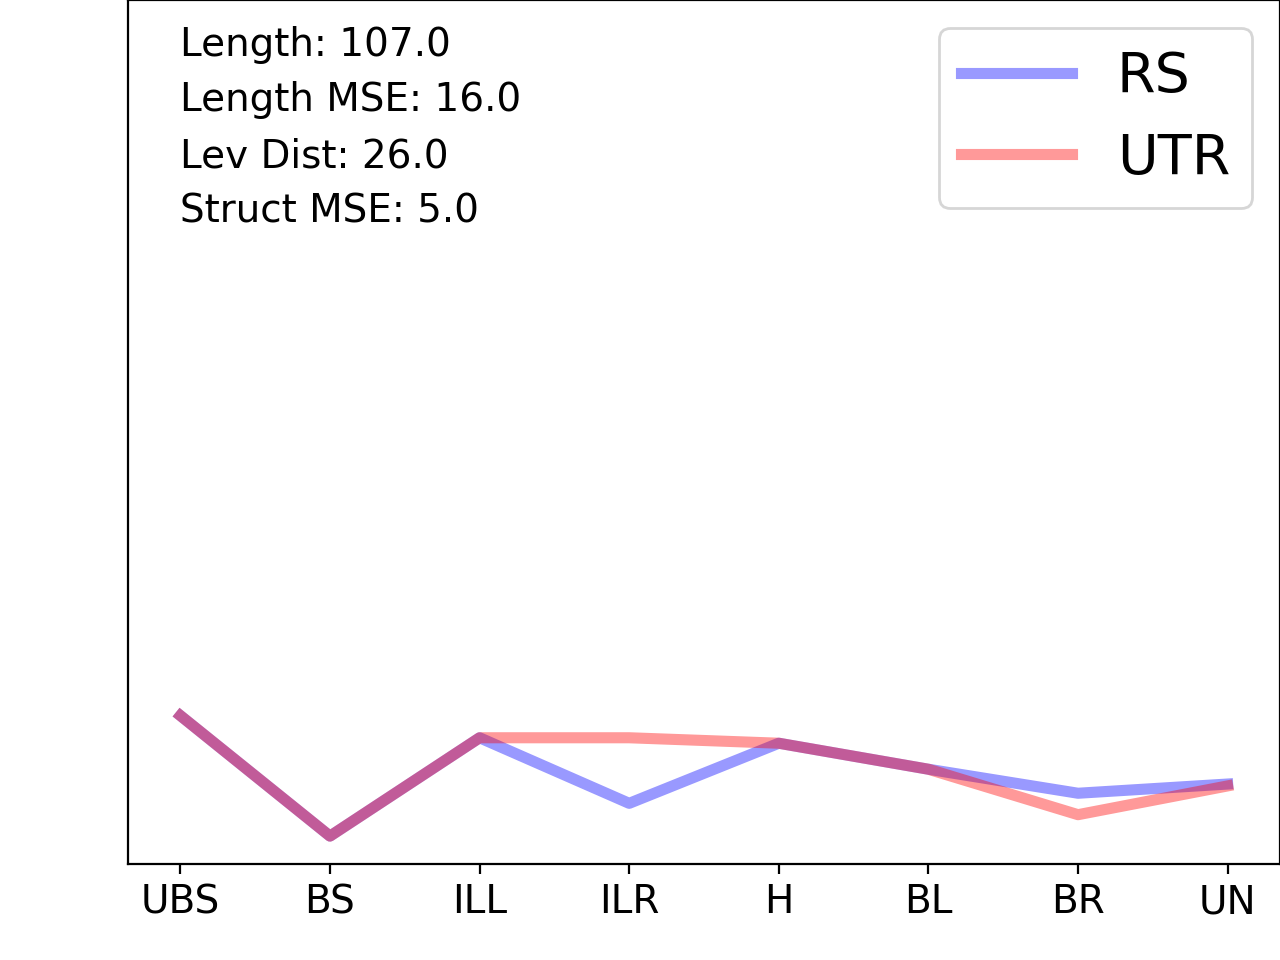 Length: 107.0
Length MSE: 16.0
Lev Dist: 26.0
Struct MSE: 5.0
RS
UTR
UBS BS ILL ILR H BL BR UN